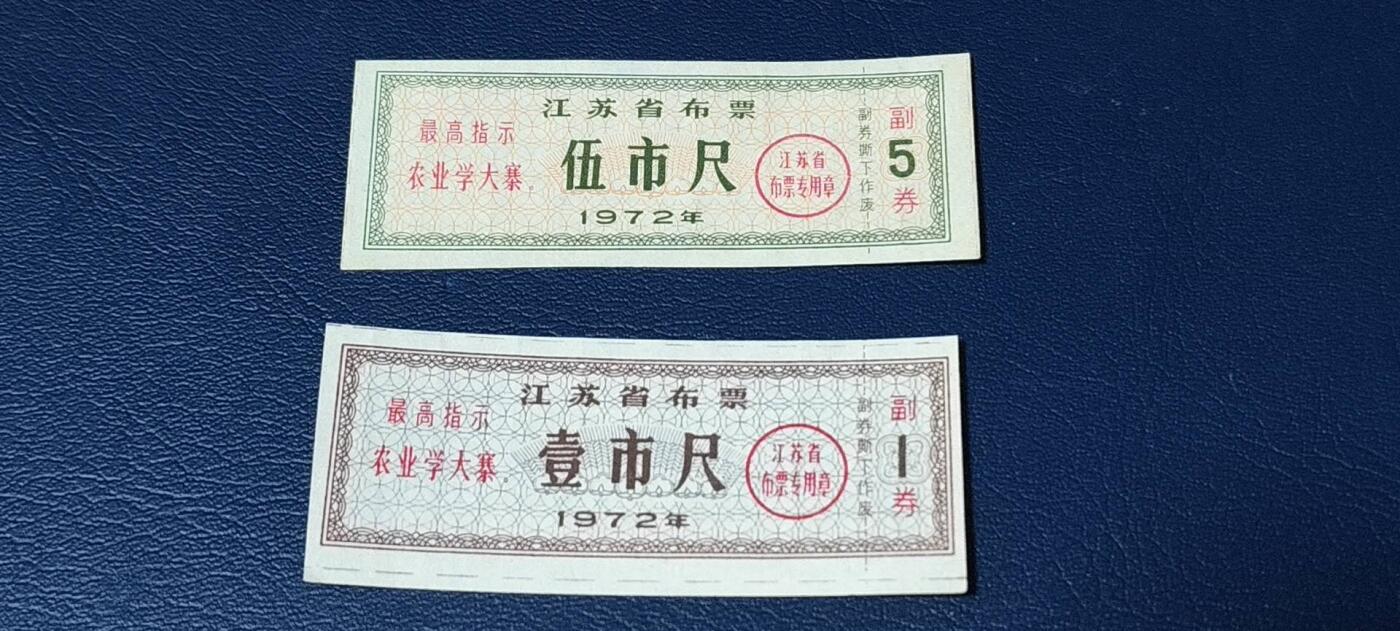 江苏省布票
最高指示
农业学大寨。
伍市尺
1972年
江苏省
布票专用章
副券撕下作废
副
5
券
江苏省布票
最高指示
农业学大寨。
壹市尺
1972年
江苏省
布票专用章
副券撕下作废
副
1
券